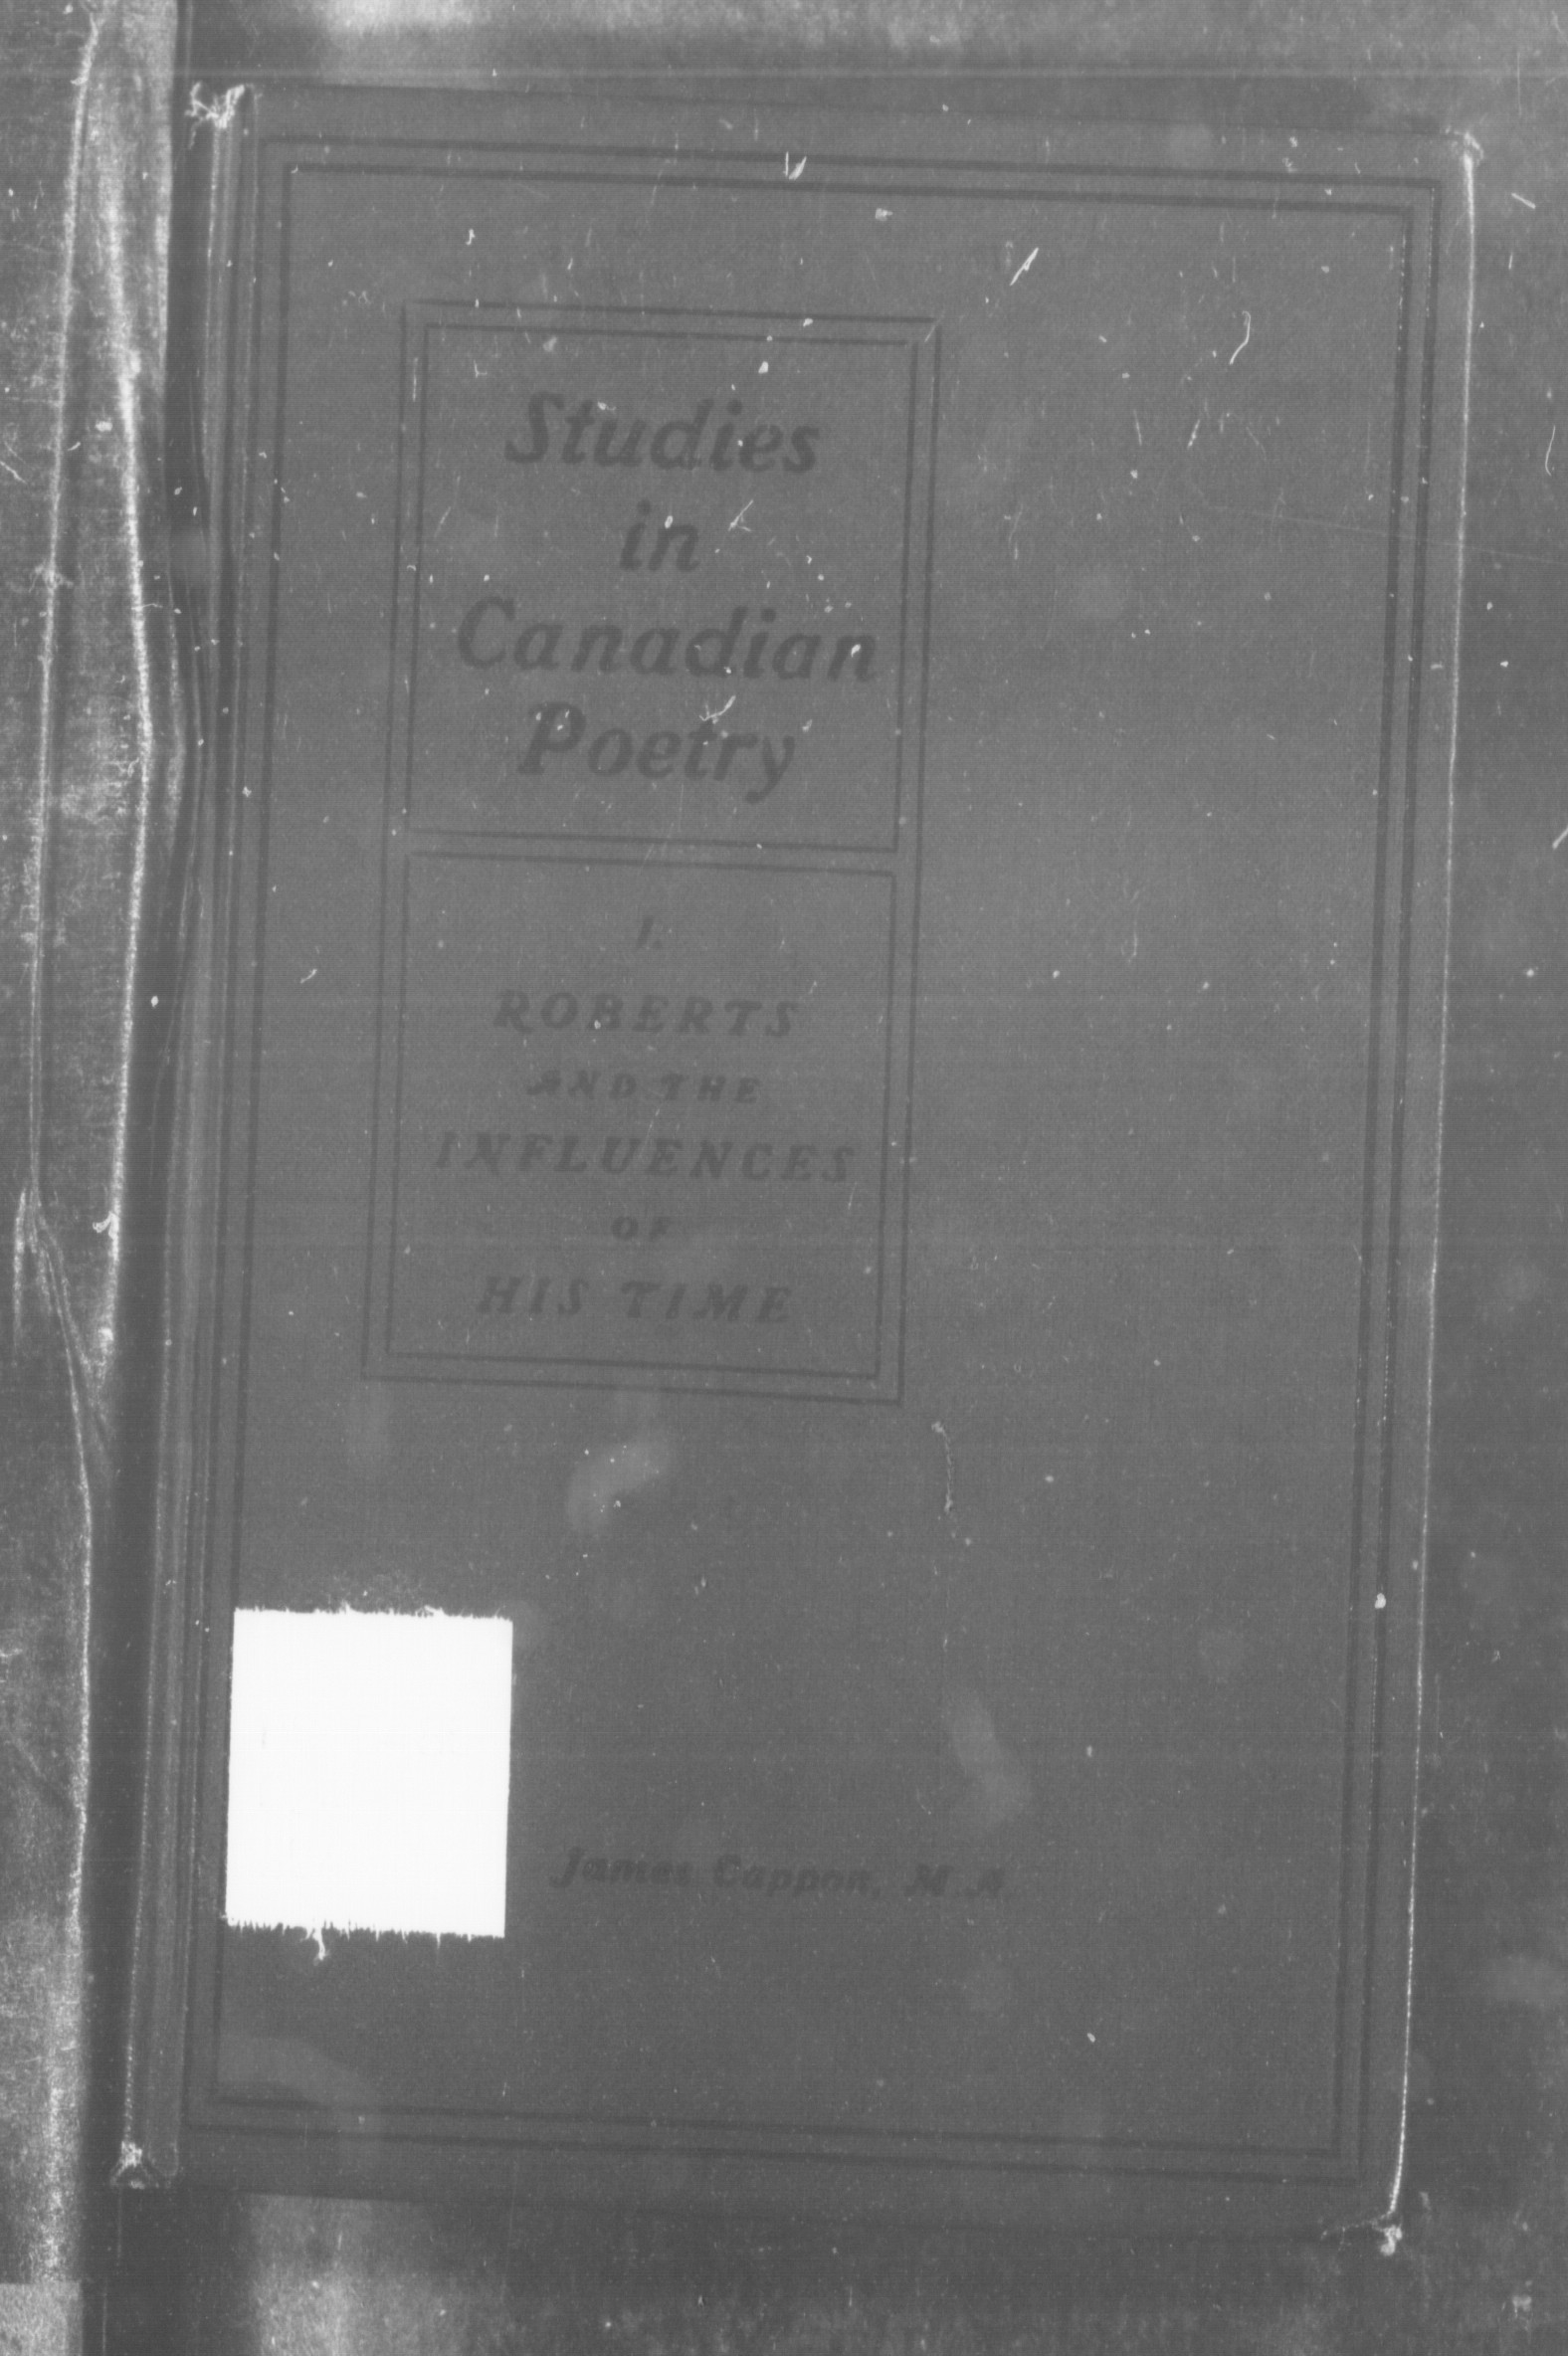 Studies
in
Canadian
Poetry
I.
ROBERTS
AND THE
INFLUENCES
OF
HIS TIME
James Cappon, M.A.